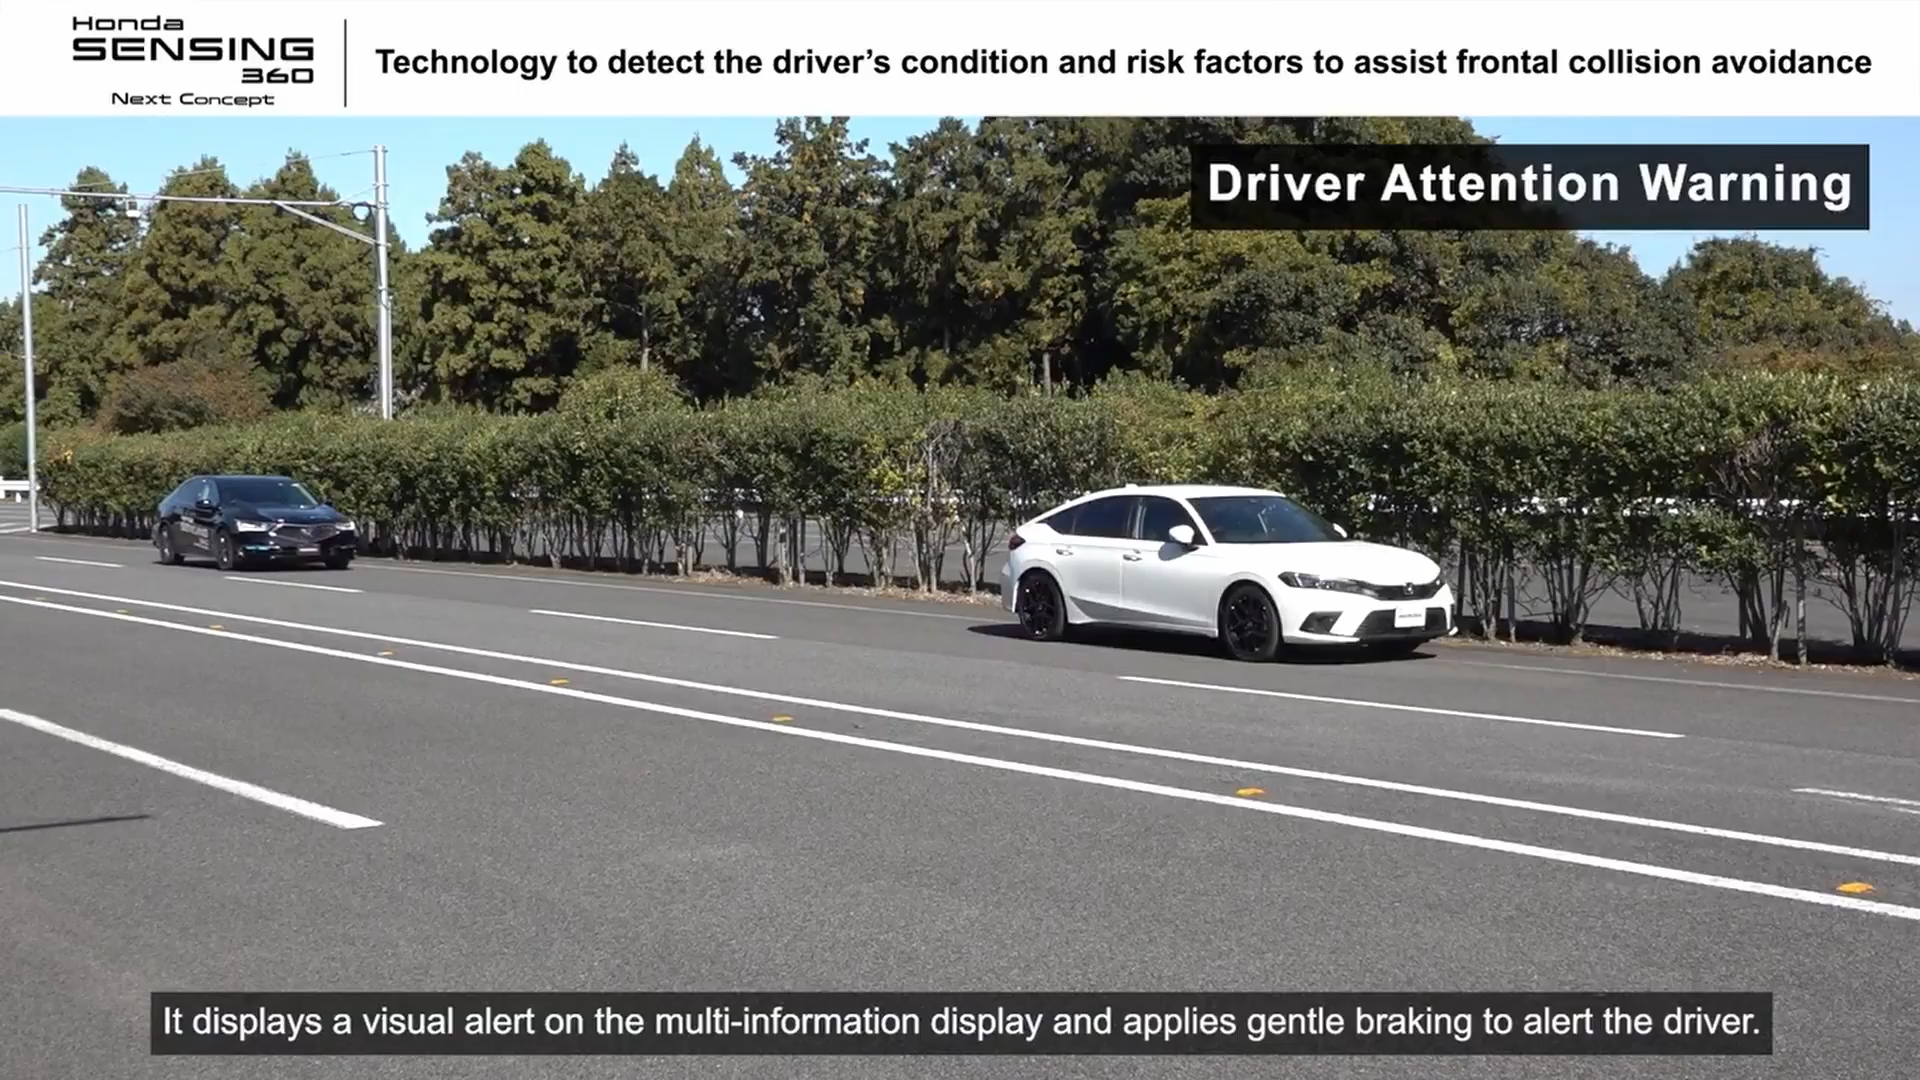 Honda
SENSING
360
Next Concept
Technology to detect the driver's condition and risk factors to assist frontal collision avoidance
Driver Attention Warning
It displays a visual alert on the multi-information display and applies gentle braking to alert the driver.